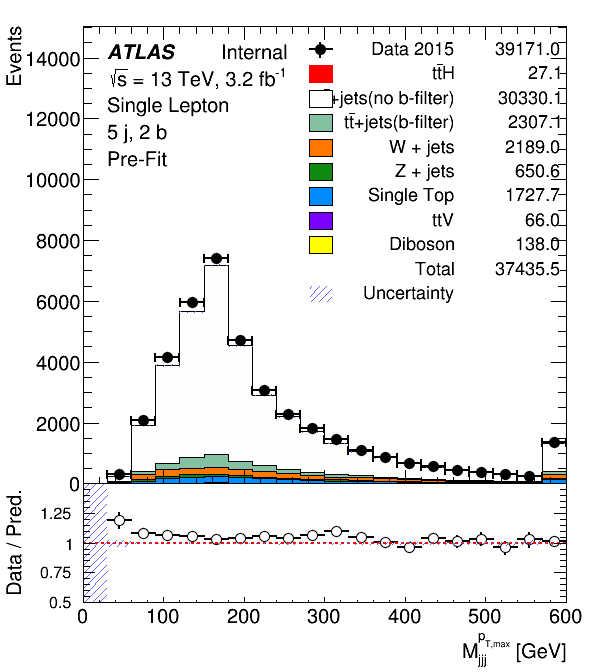 Events
14000
12000
10000
8000
6000
4000
2000
0
ATLAS Internal
√s = 13 TeV, 3.2 fb⁻¹
Single Lepton
5 j, 2 b
Pre-Fit
Data 2015 39171.0
tt̄H 27.1
+jets(no b-filter) 30330.1
tt̄+jets(b-filter) 2307.1
W + jets 2189.0
Z + jets 650.6
Single Top 1727.7
ttV 66.0
Diboson 138.0
Total 37435.5
Uncertainty
Data / Pred.
1.25
1
0.75
0.5
0 100 200 300 400 500 600
M_jjj^{p_T,max} [GeV]